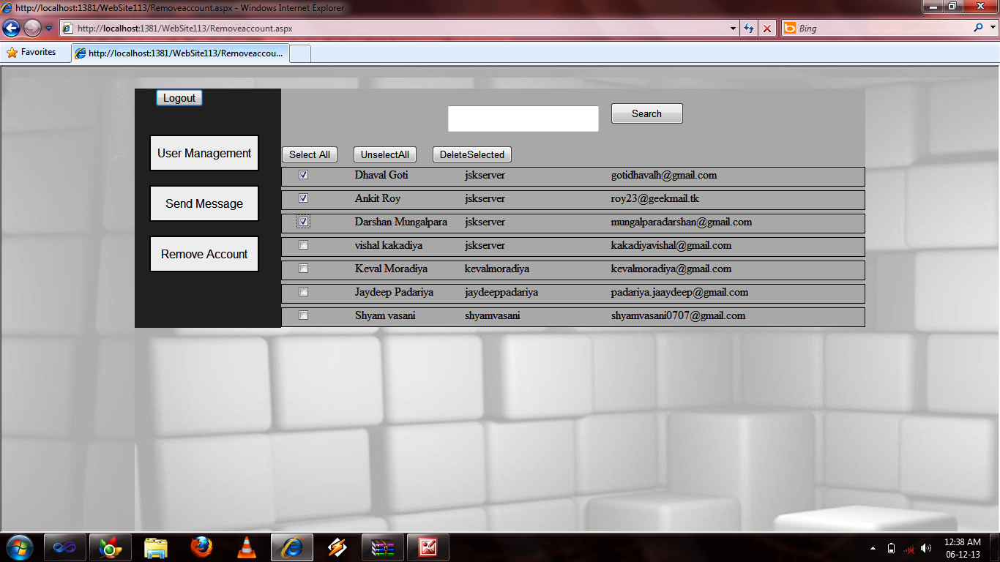 http://localhost:1381/WebSite113/Removeaccount.aspx - Windows Internet Explorer
http://localhost:1381/WebSite113/Removeaccount.aspx
Bing
Favorites
http://localhost:1381/WebSite113/Removeaccou...
Logout
Search
User Management
Select All UnselectAll DeleteSelected
Dhaval Goti jskserver gotidhavalh@gmail.com
Send Message
Ankit Roy jskserver roy23@geekmail.tk
Darshan Mungalpara jskserver mungalparadarshan@gmail.com
Remove Account
vishal kakadiya jskserver kakadiyavishal@gmail.com
Keval Moradiya kevalmoradiya kevalmoradiya@gmail.com
Jaydeep Padariya jaydeeppadariya padariya.jaaydeep@gmail.com
Shyam vasani shyamvasani shyamvasani0707@gmail.com
12:38 AM
06-12-13